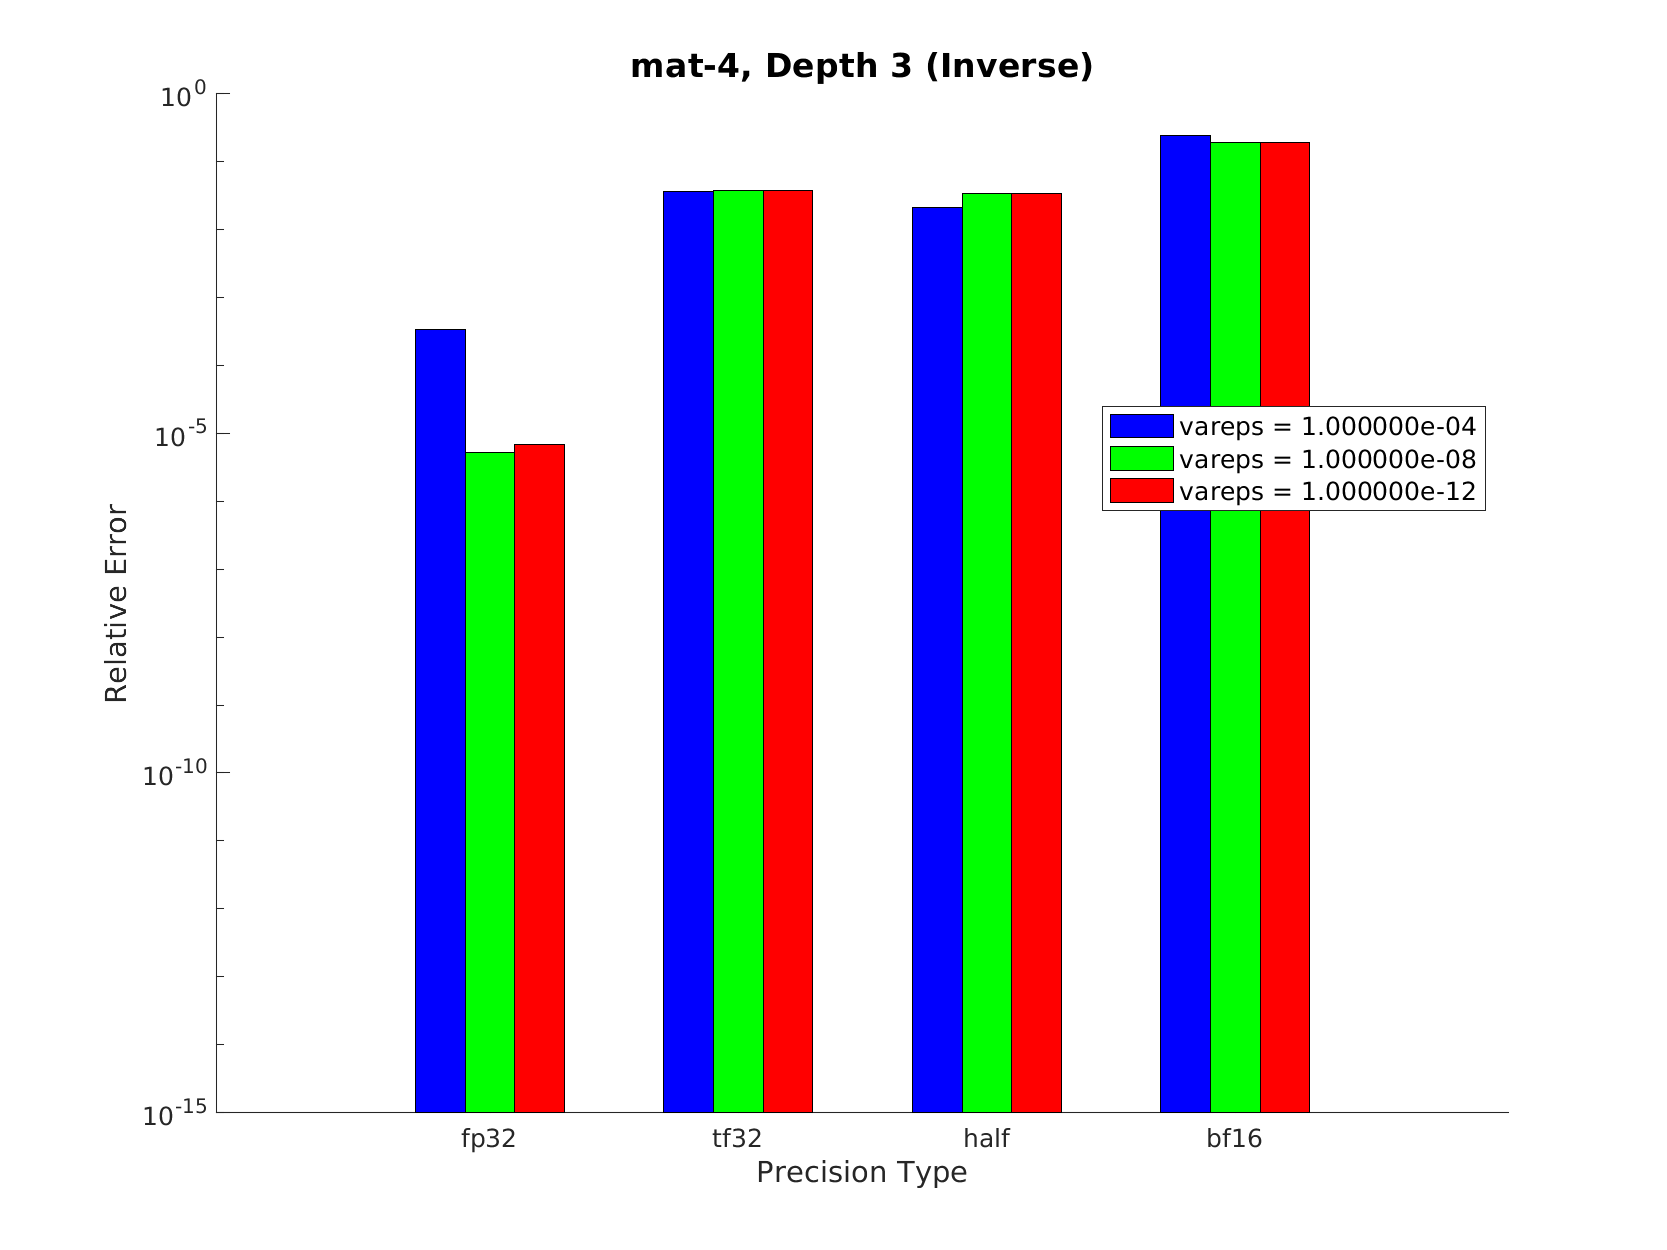 mat-4, Depth 3 (Inverse)
10^0
10^-5
10^-10
10^-15
Relative Error
vareps = 1.000000e-04
vareps = 1.000000e-08
vareps = 1.000000e-12
fp32 tf32 half bf16
Precision Type